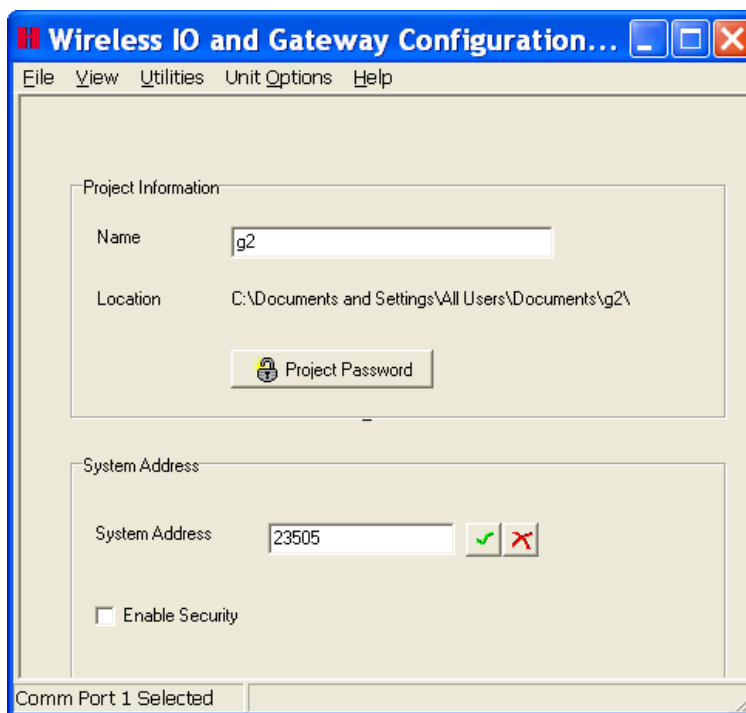 Wireless IO and Gateway Configuration...
File View Utilities Unit Options Help
Project Information
Name g2
Location C:\Documents and Settings\All Users\Documents\g2\
Project Password
System Address
System Address 23505
Enable Security
Comm Port 1 Selected